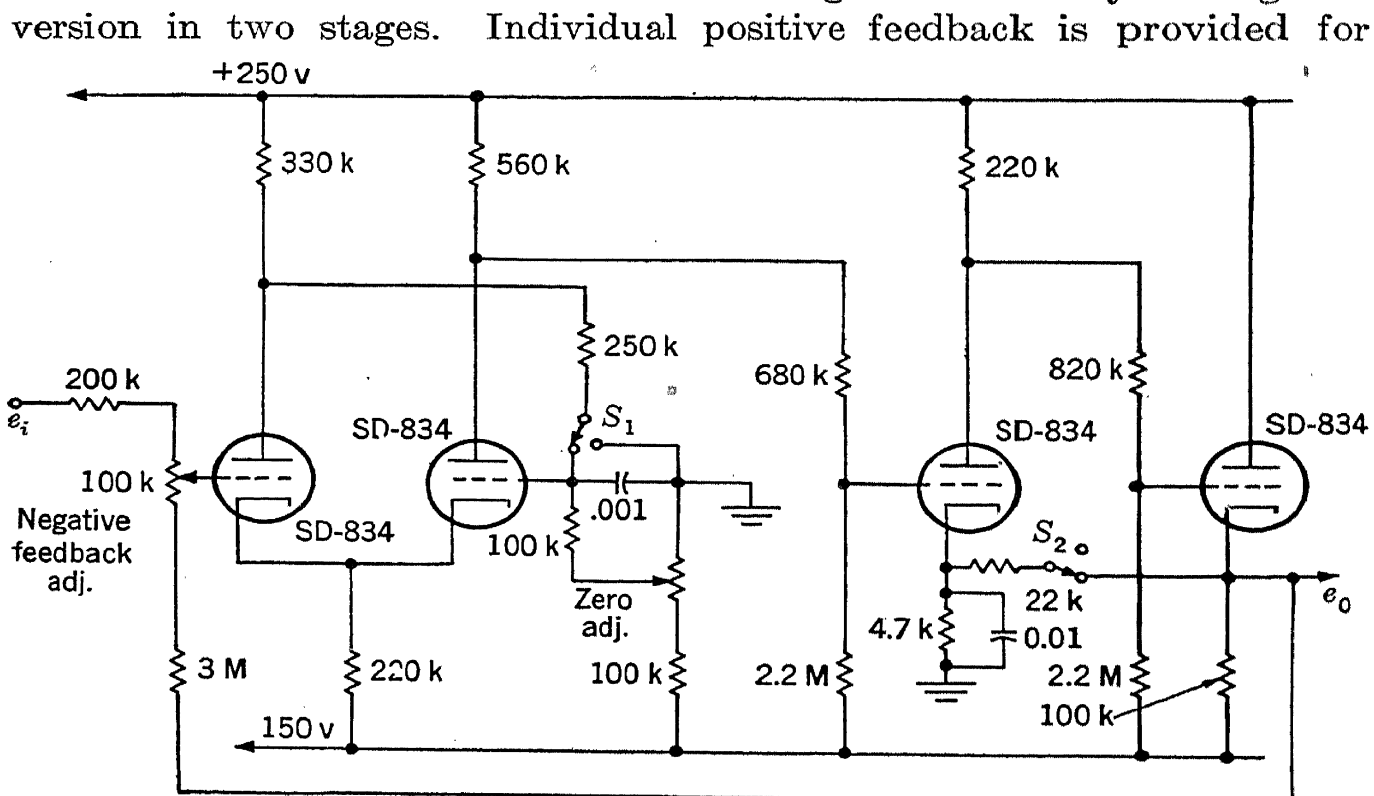 version in two stages. Individual positive feedback is provided for
+250 v
330 k
560 k
220 k
250 k
200 k
680 k
820 k
e_i
S_1
SD-834
SD-834
SD-834
100 k
.001
Negative
feedback
adj.
SD-834
100 k
S_2
Zero
adj.
22 k
e_0
4.7 k
0.01
3 M
220 k
100 k
2.2 M
2.2 M
100 k
150 v